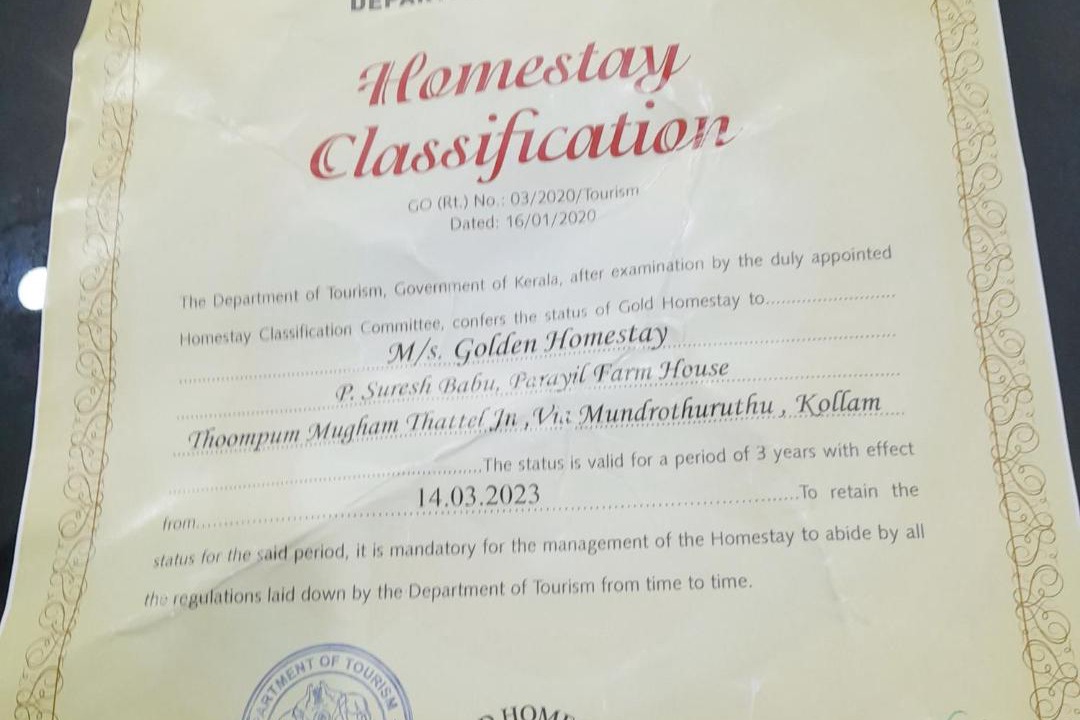 Homestay
Classification
GO (Rt.) No.: 03/2020/Tourism
Dated: 16/01/2020
The Department of Tourism, Government of Kerala, after examination by the duly appointed
Homestay Classification Committee, confers the status of Gold Homestay to..........................
M/s. Golden Homestay
P. Suresh Babu, Parayil Farm House
Thoompum Mugham Thattel Jn ,Via Mundrothuruthu , Kollam
The status is valid for a period of 3 years with effect
from 14.03.2023 To retain the
status for the said period, it is mandatory for the management of the Homestay to abide by all
the regulations laid down by the Department of Tourism from time to time.
ARTMENT OF TOURISM
HOM